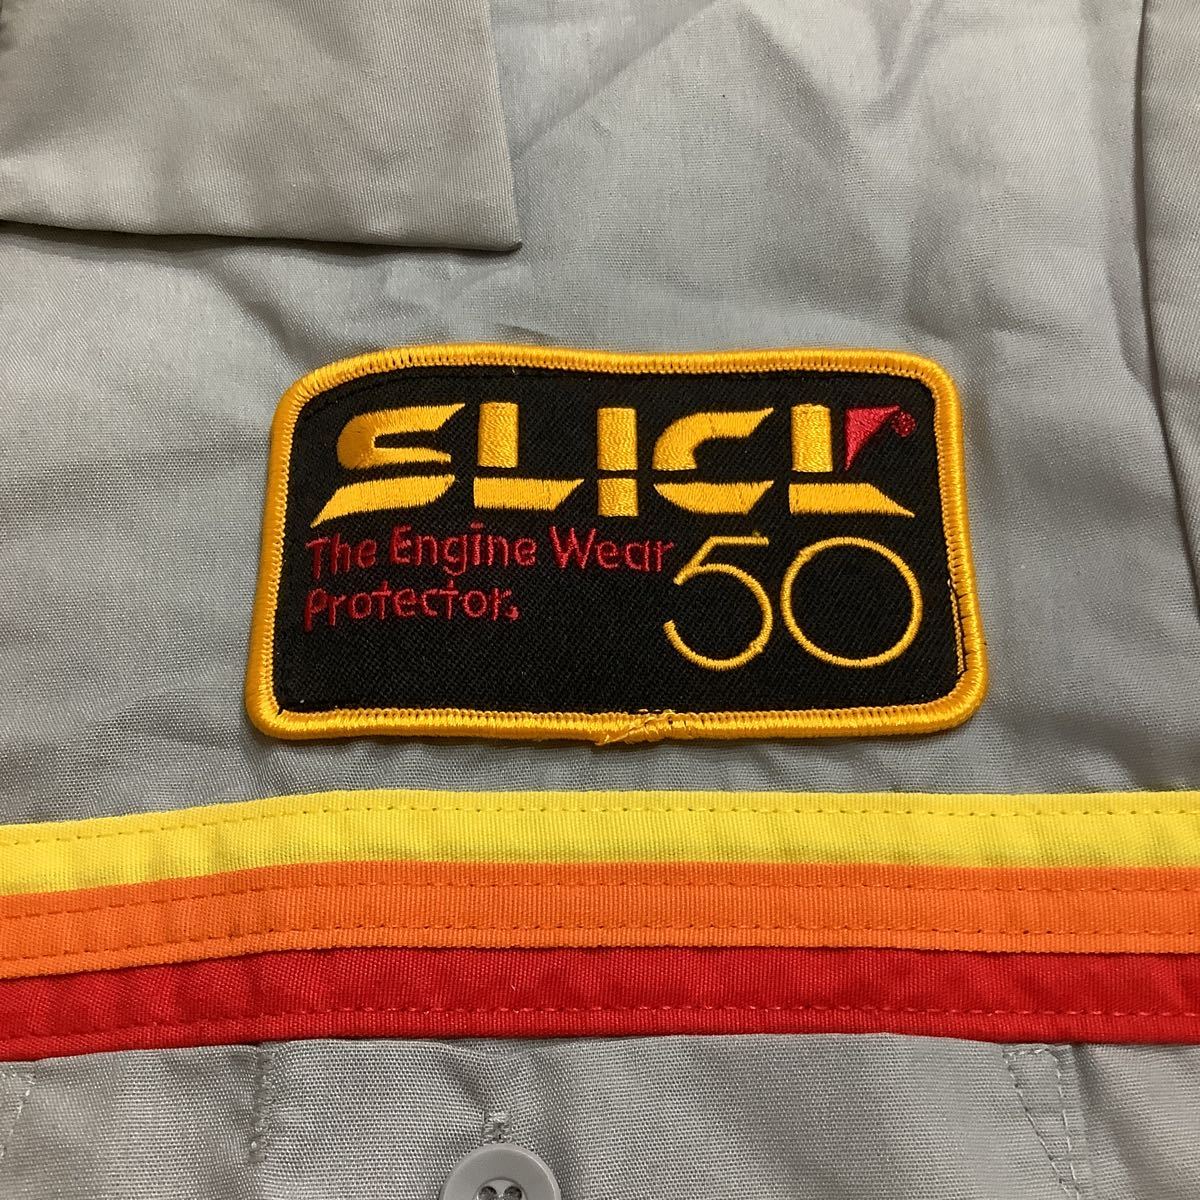 SLICK®
50
The Engine Wear
Protector.